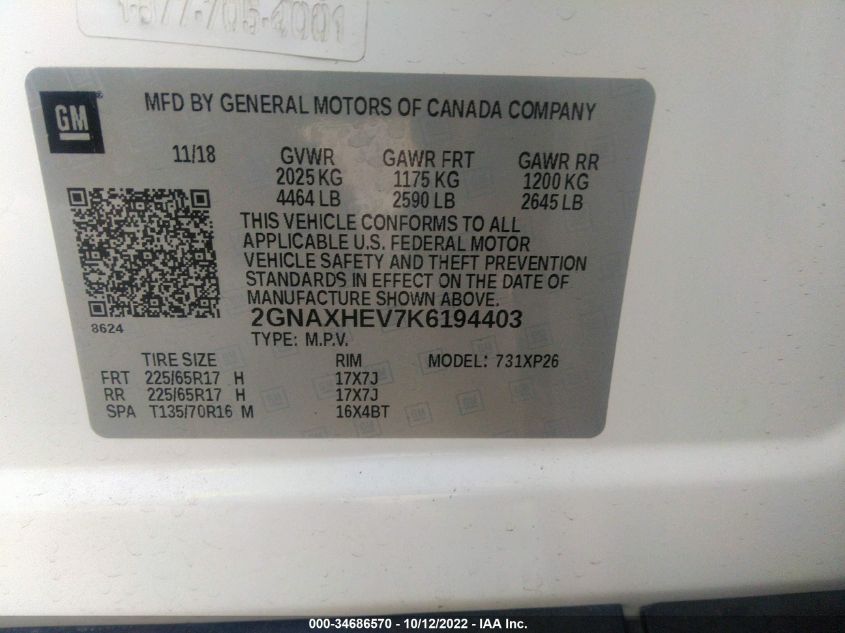 1-877-705-4001
GM
MFD BY GENERAL MOTORS OF CANADA COMPANY
11/18 GVWR GAWR FRT GAWR RR
2025 KG 1175 KG 1200 KG
4464 LB 2590 LB 2645 LB
THIS VEHICLE CONFORMS TO ALL
APPLICABLE U.S. FEDERAL MOTOR
VEHICLE SAFETY AND THEFT PREVENTION
STANDARDS IN EFFECT ON THE DATE OF
MANUFACTURE SHOWN ABOVE.
8624
2GNAXHEV7K6194403
TYPE: M.P.V.
TIRE SIZE RIM MODEL: 731XP26
FRT 225/65R17 H 17X7J
RR 225/65R17 H 17X7J
SPA T135/70R16 M 16X4BT
000-34686570 - 10/12/2022 - IAA Inc.